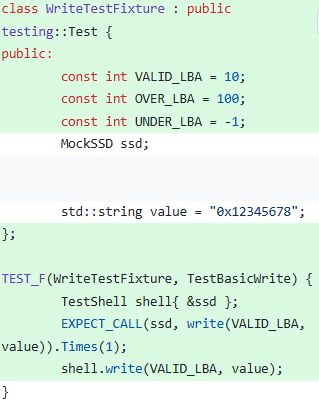 class WriteTestFixture : public
testing::Test {
public:
        const int VALID_LBA = 10;
        const int OVER_LBA = 100;
        const int UNDER_LBA = -1;
        MockSSD ssd;

        std::string value = "0x12345678";
};

TEST_F(WriteTestFixture, TestBasicWrite) {
        TestShell shell{ &ssd };
        EXPECT_CALL(ssd, write(VALID_LBA,
value)).Times(1);
        shell.write(VALID_LBA, value);
}